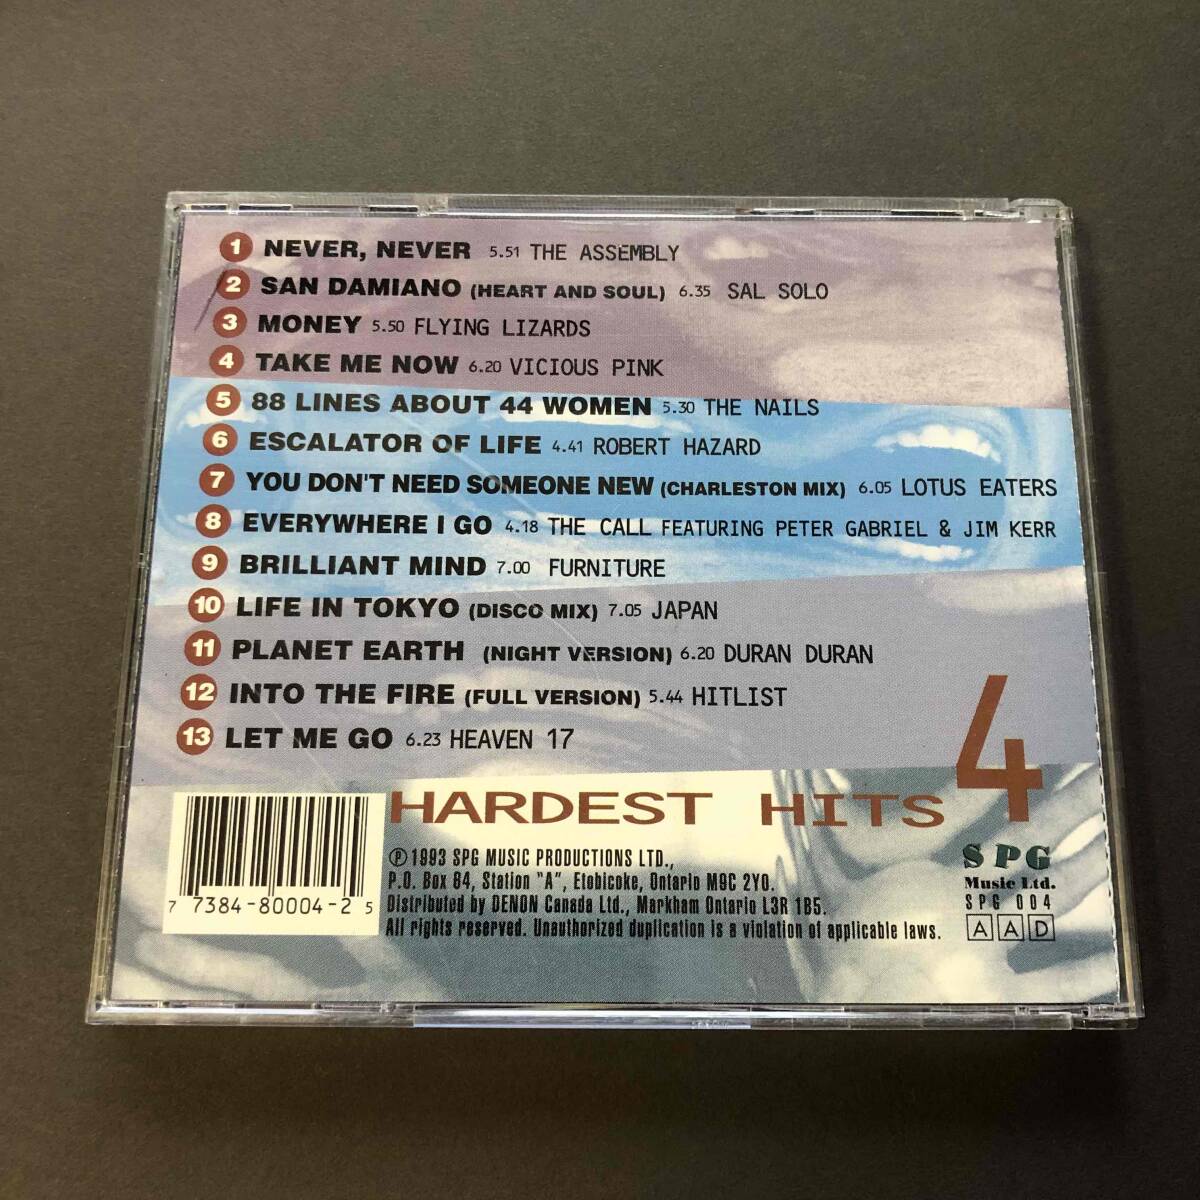 1 NEVER, NEVER 5.51 THE ASSEMBLY
2 SAN DAMIANO (HEART AND SOUL) 6.35 SAL SOLO
3 MONEY 5.50 FLYING LIZARDS
4 TAKE ME NOW 6.20 VICIOUS PINK
5 88 LINES ABOUT 44 WOMEN 5.30 THE NAILS
6 ESCALATOR OF LIFE 4.41 ROBERT HAZARD
7 YOU DON'T NEED SOMEONE NEW (CHARLESTON MIX) 6.05 LOTUS EATERS
8 EVERYWHERE I GO 4.18 THE CALL FEATURING PETER GABRIEL & JIM KERR
9 BRILLIANT MIND 7.00 FURNITURE
10 LIFE IN TOKYO (DISCO MIX) 7.05 JAPAN
11 PLANET EARTH (NIGHT VERSION) 6.20 DURAN DURAN
12 INTO THE FIRE (FULL VERSION) 5.44 HITLIST
13 LET ME GO 6.23 HEAVEN 17
HARDEST HITS 4
℗ 1993 SPG MUSIC PRODUCTIONS LTD.,
P.O. Box 84, Station "A", Etobicoke, Ontario M9C 2Y0.
Distributed by DENON Canada Ltd., Markham Ontario L3R 1B5.
All rights reserved. Unauthorized duplication is a violation of applicable laws.
7 77384-80004-2 5
SPG
Music Ltd.
SPG 004
A A D